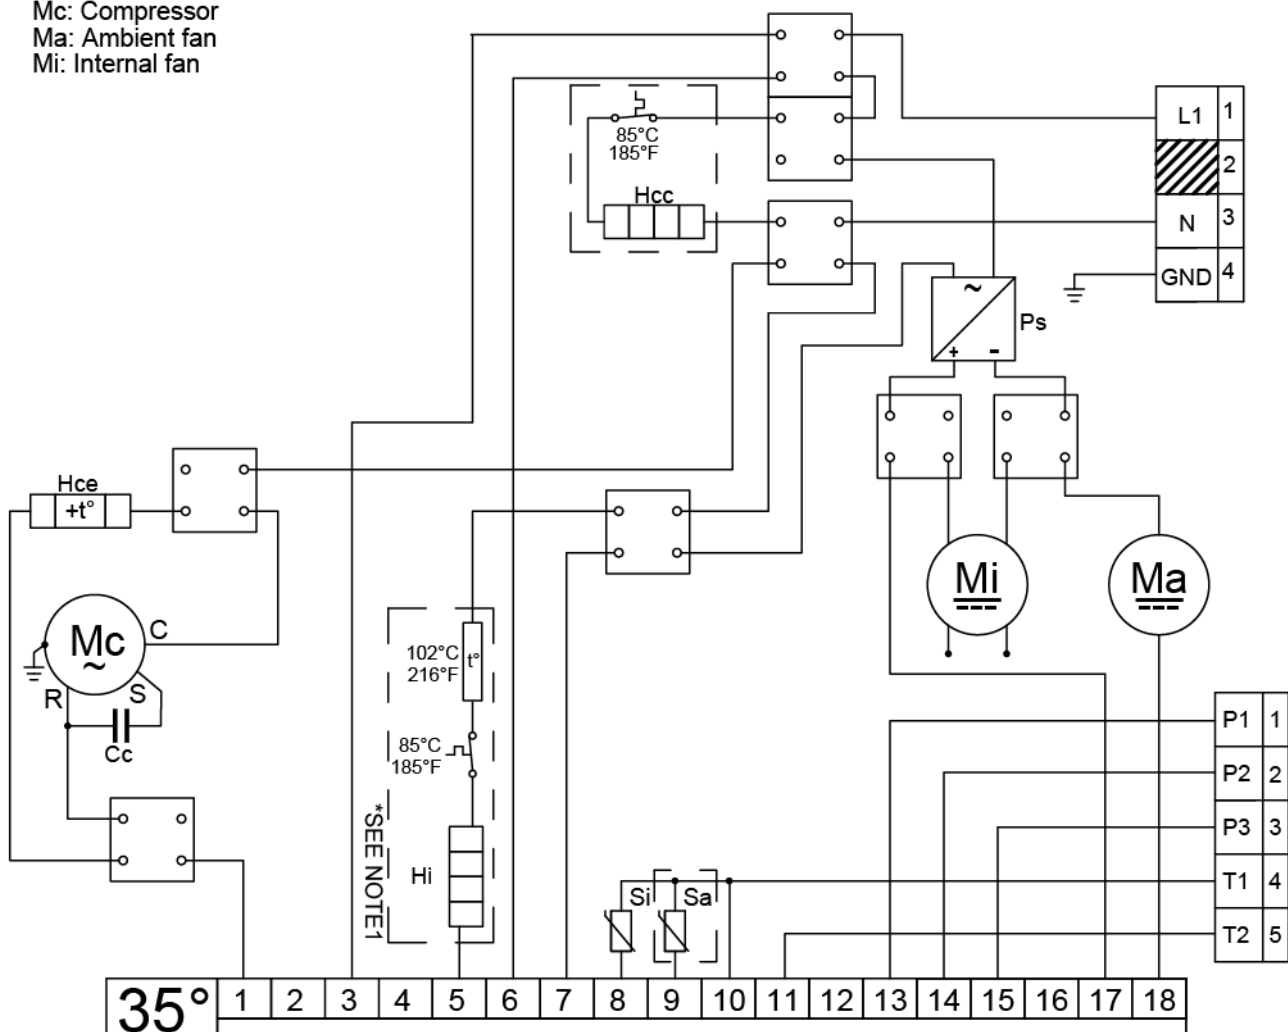 Mc: Compressor
Ma: Ambient fan
Mi: Internal fan
L1 1
2
N 3
GND 4
85°C
185°F
Hcc
~
Ps
+ -
Hce
+t°
Mc
~
C
R
S
Cc
Mi
Ma
102°C
216°F
t°
85°C
185°F
*SEE NOTE1
Hi
Si
Sa
P1 1
P2 2
P3 3
T1 4
T2 5
35° 1 2 3 4 5 6 7 8 9 10 11 12 13 14 15 16 17 18